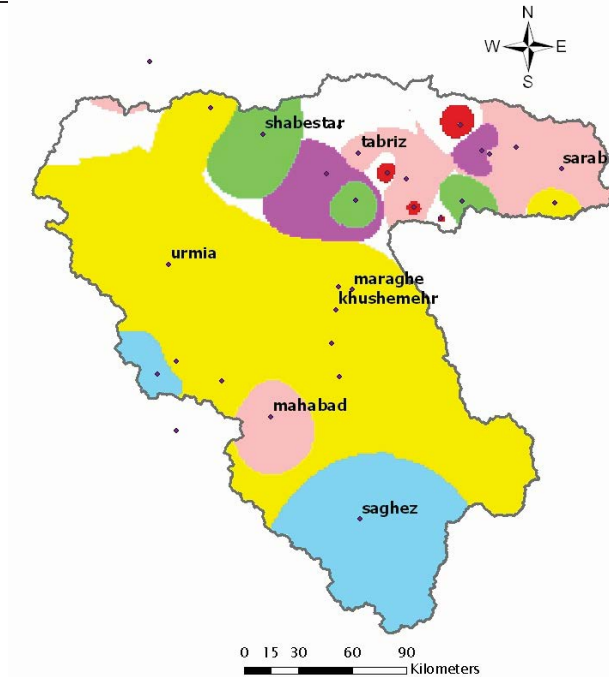 N
W E
S
shabestar
tabriz
sarab
urmia
maraghe
khushemehr
mahabad
saghez
0 15 30 60 90
Kilometers